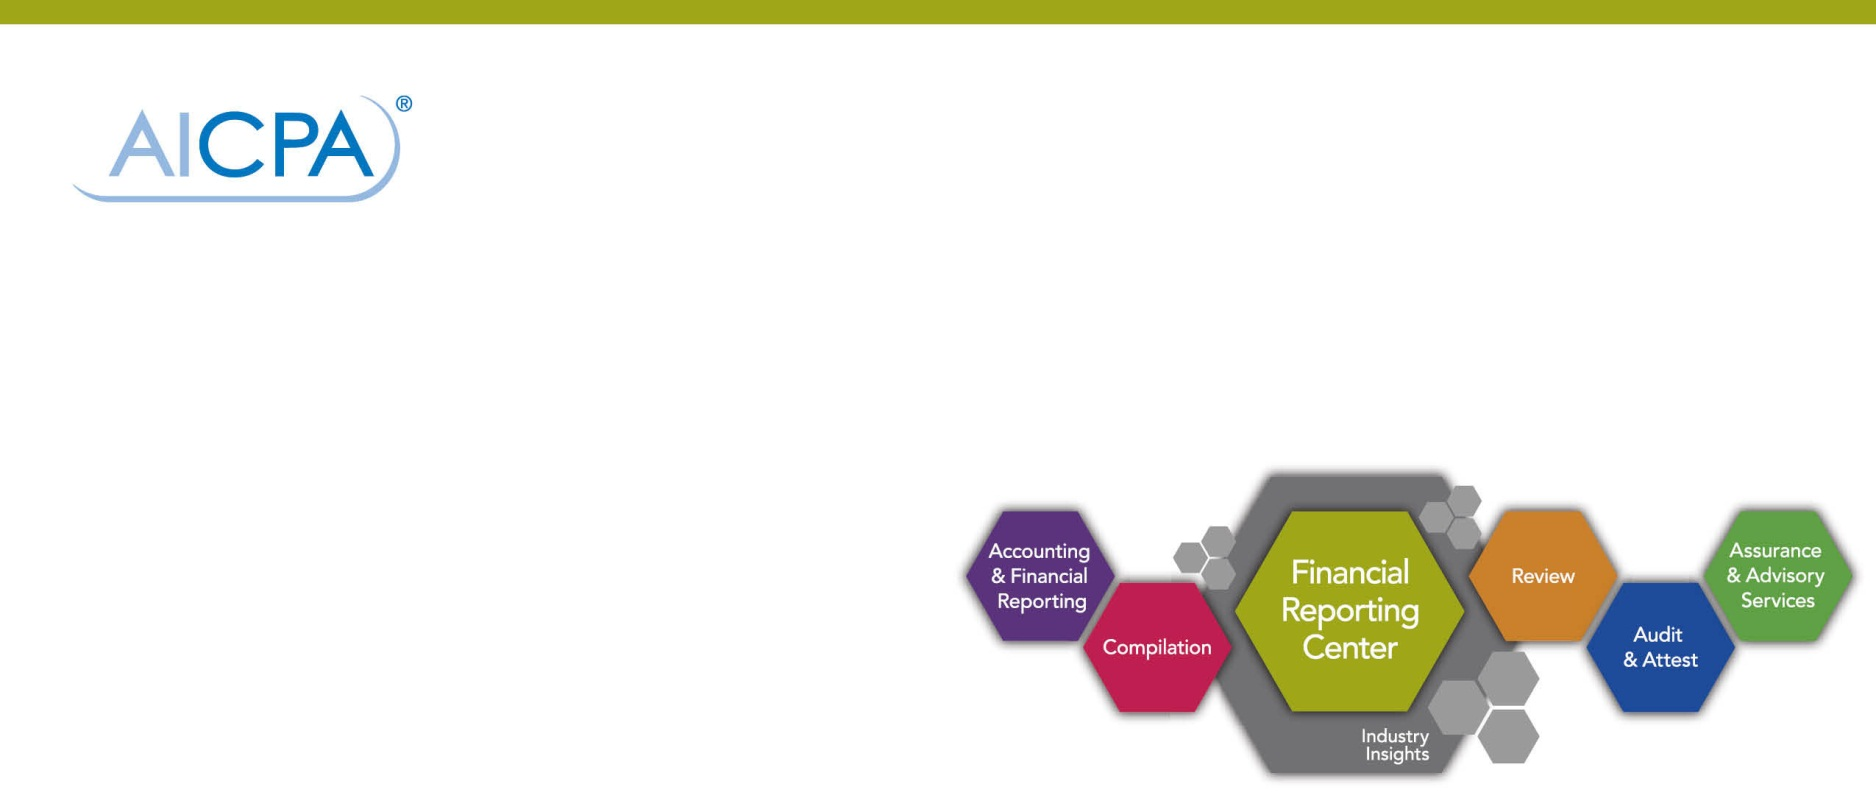 AICPA®
Accounting
& Financial
Reporting
Compilation
Financial
Reporting
Center
Industry
Insights
Review
Audit
& Attest
Assurance
& Advisory
Services